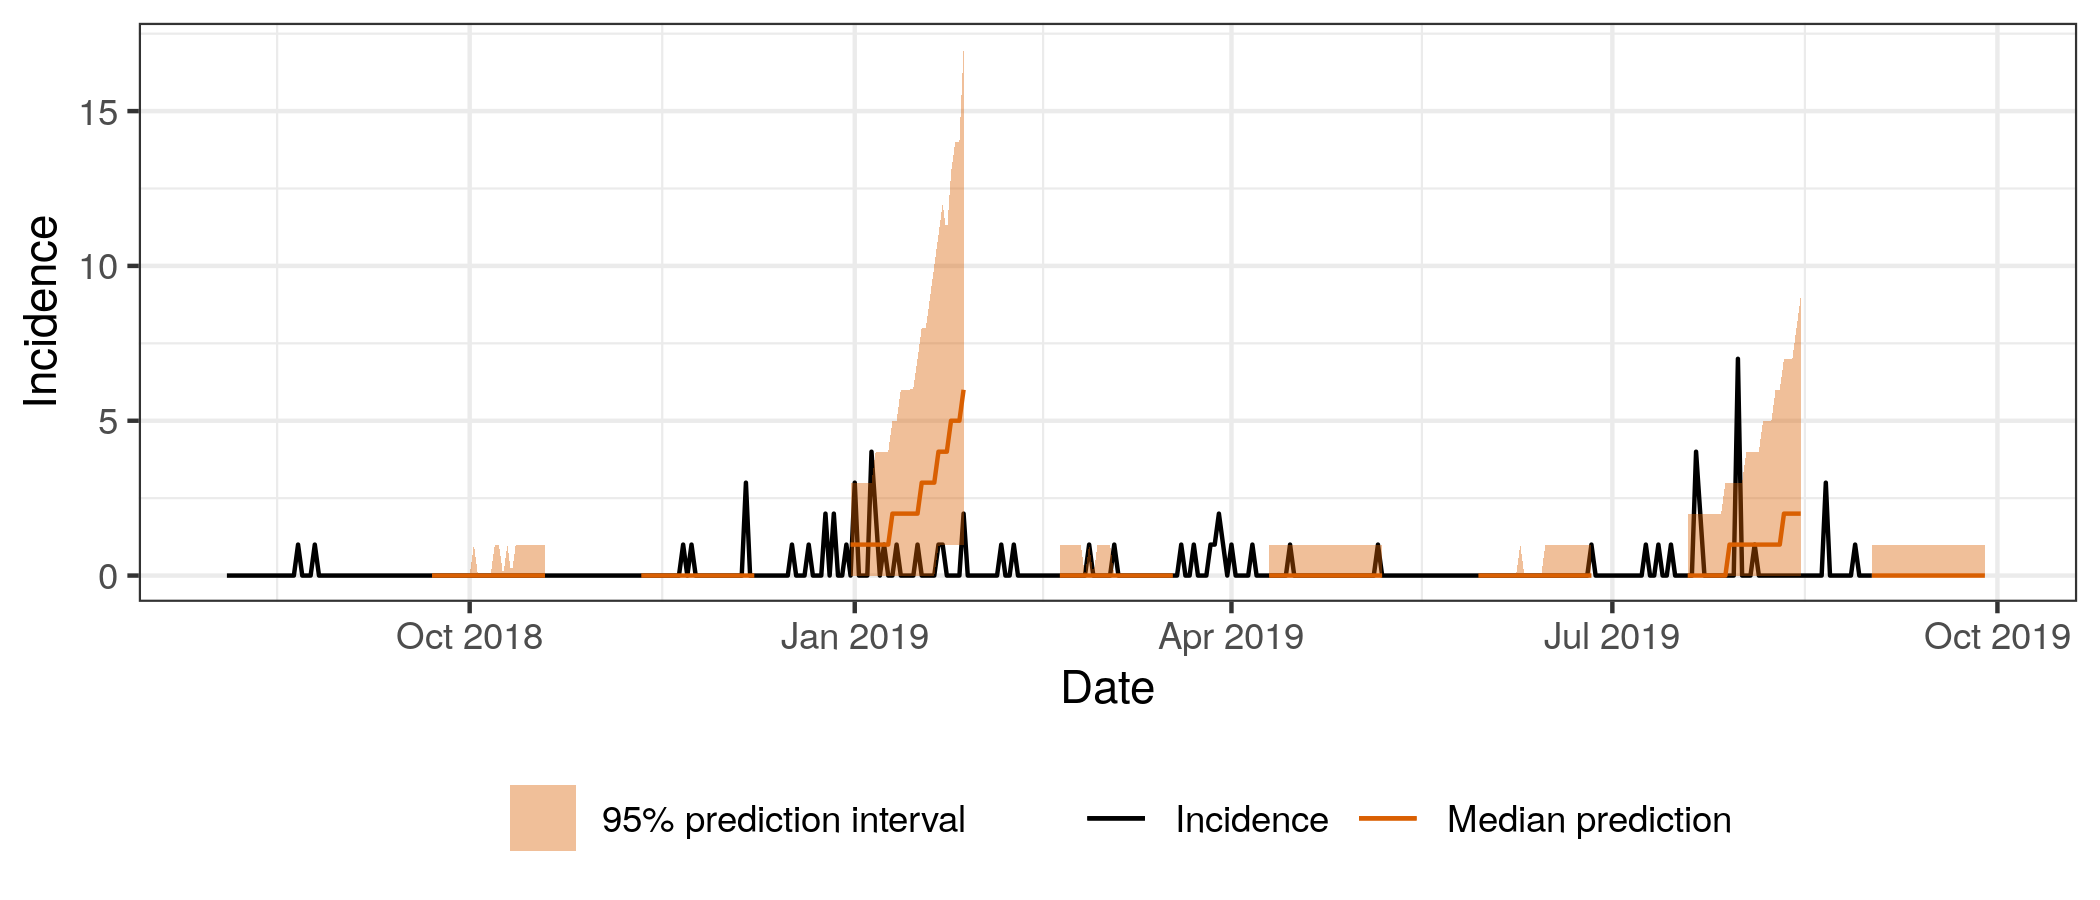 15
10
5
0
Incidence
Oct 2018
Jan 2019
Apr 2019
Jul 2019
Oct 2019
Date
95% prediction interval
Incidence
Median prediction